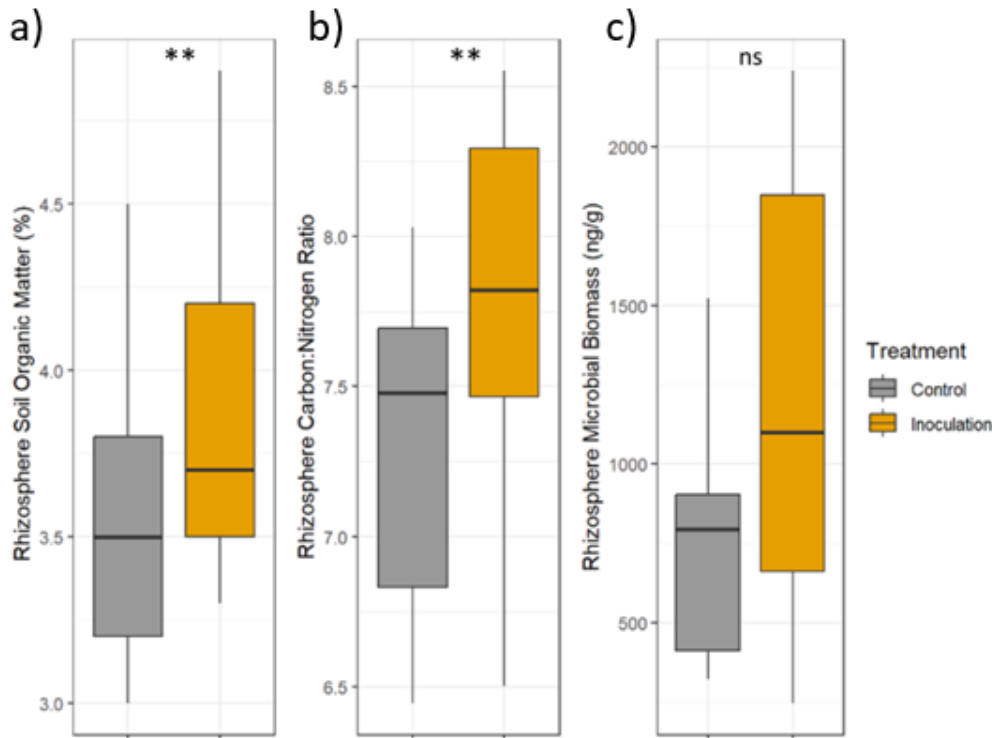 a)
**
Rhizosphere Soil Organic Matter (%)
4.5
4.0
3.5
3.0
b)
**
Rhizosphere Carbon:Nitrogen Ratio
8.5
8.0
7.5
7.0
6.5
c)
ns
Rhizosphere Microbial Biomass (ng/g)
2000
1500
1000
500
Treatment
Control
Inoculation